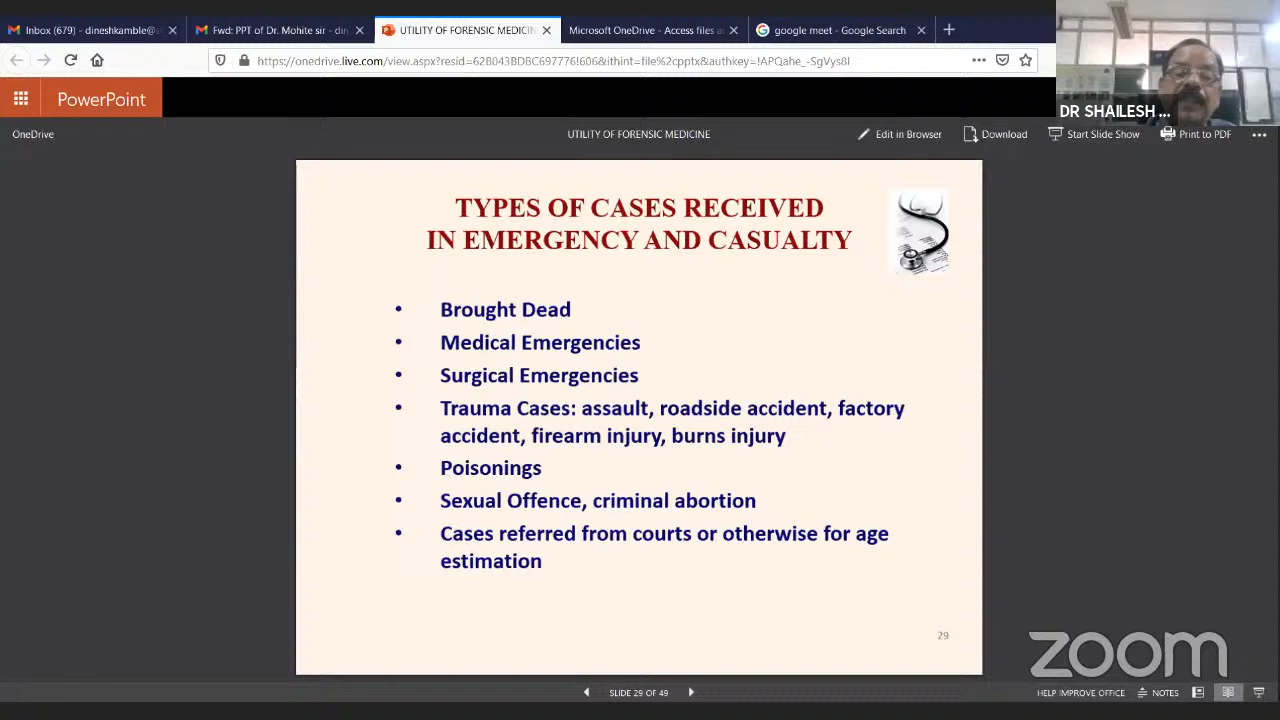 Inbox (679) - dineshkamble@
Fwd: PPT of Dr. Mohite sir - din
UTILITY OF FORENSIC MEDICIN
Microsoft OneDrive - Access files a
google meet - Google Search
https://onedrive.live.com/view.aspx?resid=62B043BDBC697776!606&ithint=file%2cpptx&authkey=!APQahe_-SgVys8I
DR SHAILESH ...
PowerPoint
OneDrive
UTILITY OF FORENSIC MEDICINE
Edit in Browser
Download
Start Slide Show
Print to PDF
TYPES OF CASES RECEIVED
IN EMERGENCY AND CASUALTY
• Brought Dead
• Medical Emergencies
• Surgical Emergencies
• Trauma Cases: assault, roadside accident, factory
accident, firearm injury, burns injury
• Poisonings
• Sexual Offence, criminal abortion
• Cases referred from courts or otherwise for age
estimation
29
zoom
SLIDE 29 OF 49
HELP IMPROVE OFFICE
NOTES